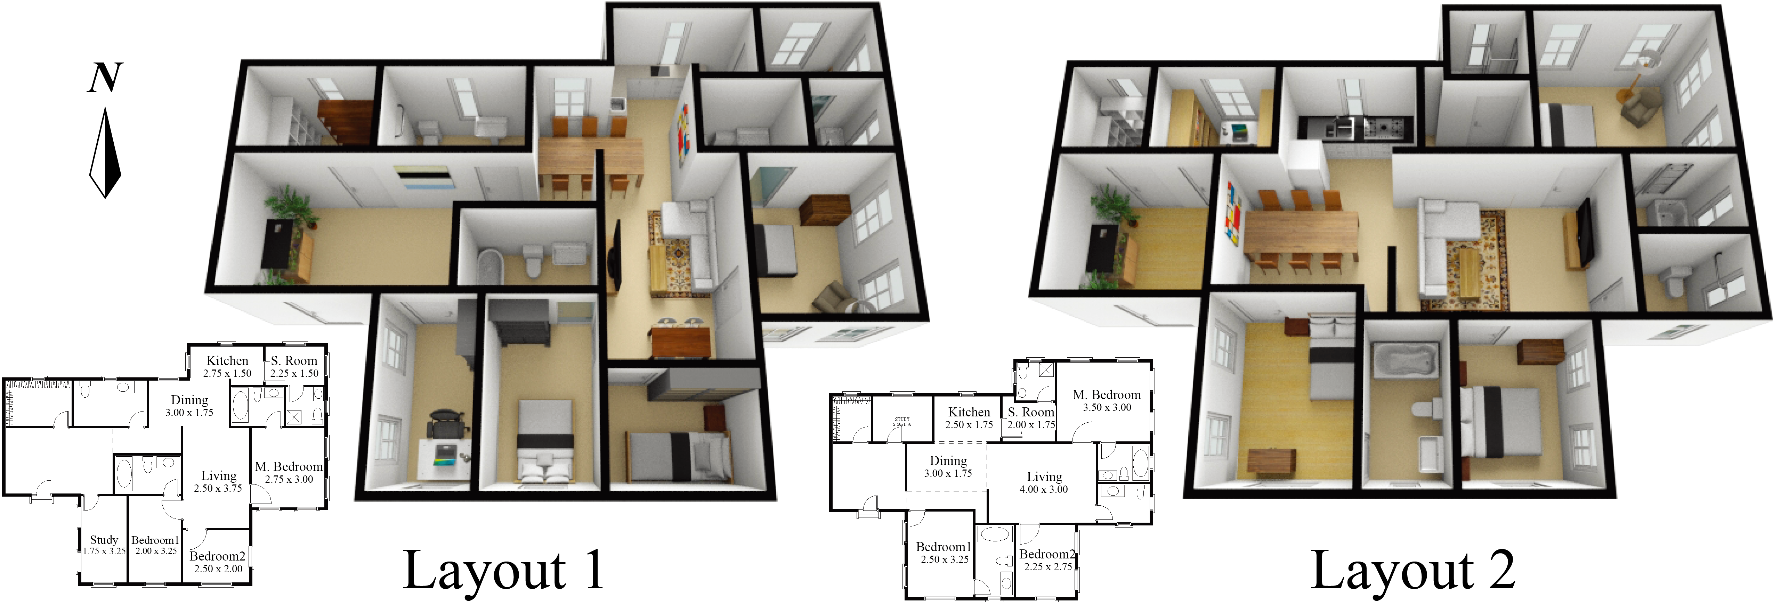 N
Kitchen
2.75 x 1.50
S. Room
2.25 x 1.50
Dining
3.00 x 1.75
Living
2.50 x 3.75
M. Bedroom
2.75 x 3.00
Study
1.75 x 3.25
Bedroom1
2.00 x 3.25
Bedroom2
2.50 x 2.00
Layout 1
STUDY
Kitchen
2.50 x 1.75
S. Room
2.00 x 1.75
M. Bedroom
3.50 x 3.00
Dining
3.00 x 1.75
Living
4.00 x 3.00
Bedroom1
2.50 x 3.25
Bedroom2
2.25 x 2.75
Layout 2